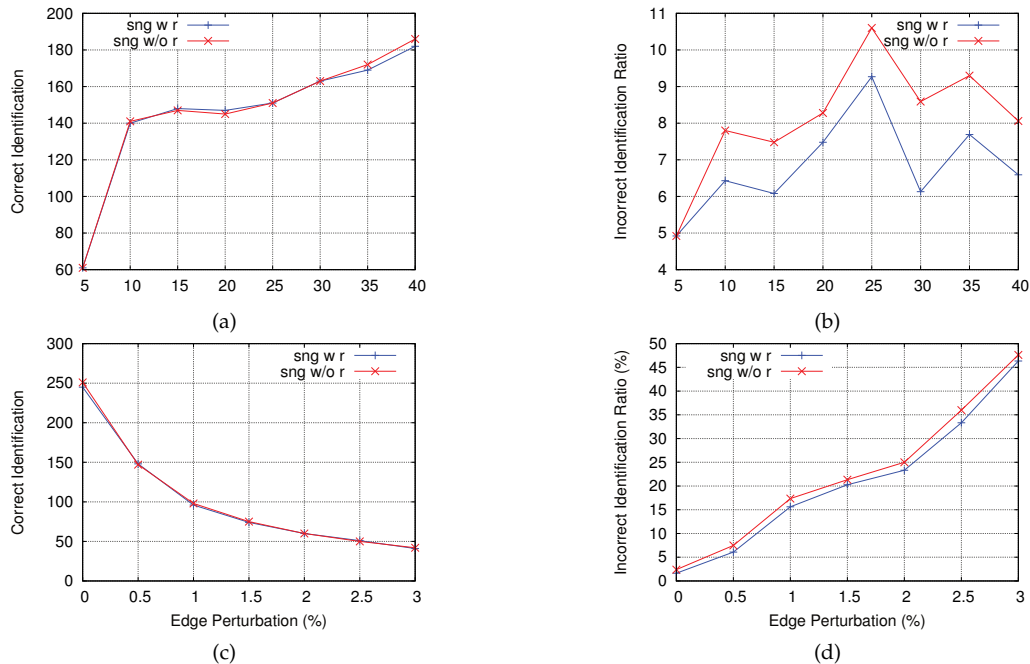 Correct Identification
200
180
160
140
120
100
80
60
5 10 15 20 25 30 35 40
sng w r
sng w/o r
(a)
Incorrect Identification Ratio
11
10
9
8
7
6
5
4
5 10 15 20 25 30 35 40
sng w r
sng w/o r
(b)
Correct Identification
300
250
200
150
100
50
0
0 0.5 1 1.5 2 2.5 3
sng w r
sng w/o r
Edge Perturbation (%)
(c)
Incorrect Identification Ratio (%)
50
45
40
35
30
25
20
15
10
5
0
0 0.5 1 1.5 2 2.5 3
sng w r
sng w/o r
Edge Perturbation (%)
(d)